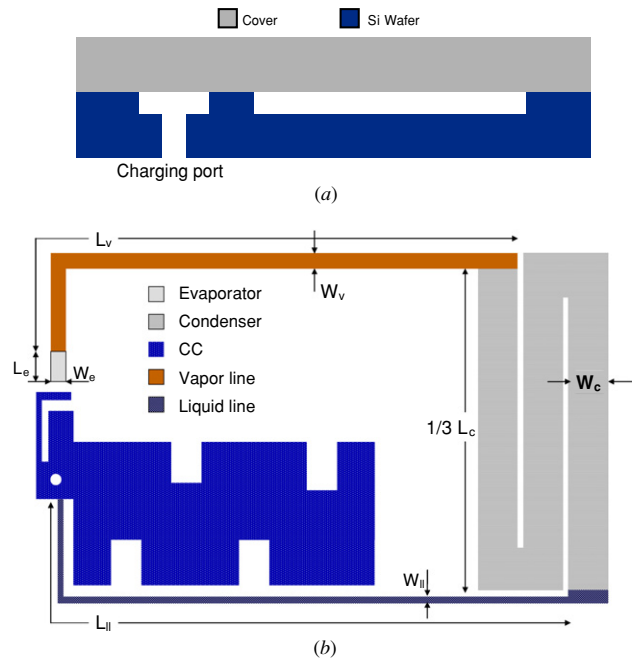 Cover
Si Wafer
Charging port
(a)
Lv
Wv
Evaporator
Condenser
CC
Vapor line
Liquid line
Le
We
Wc
1/3 Lc
Wll
Lll
(b)